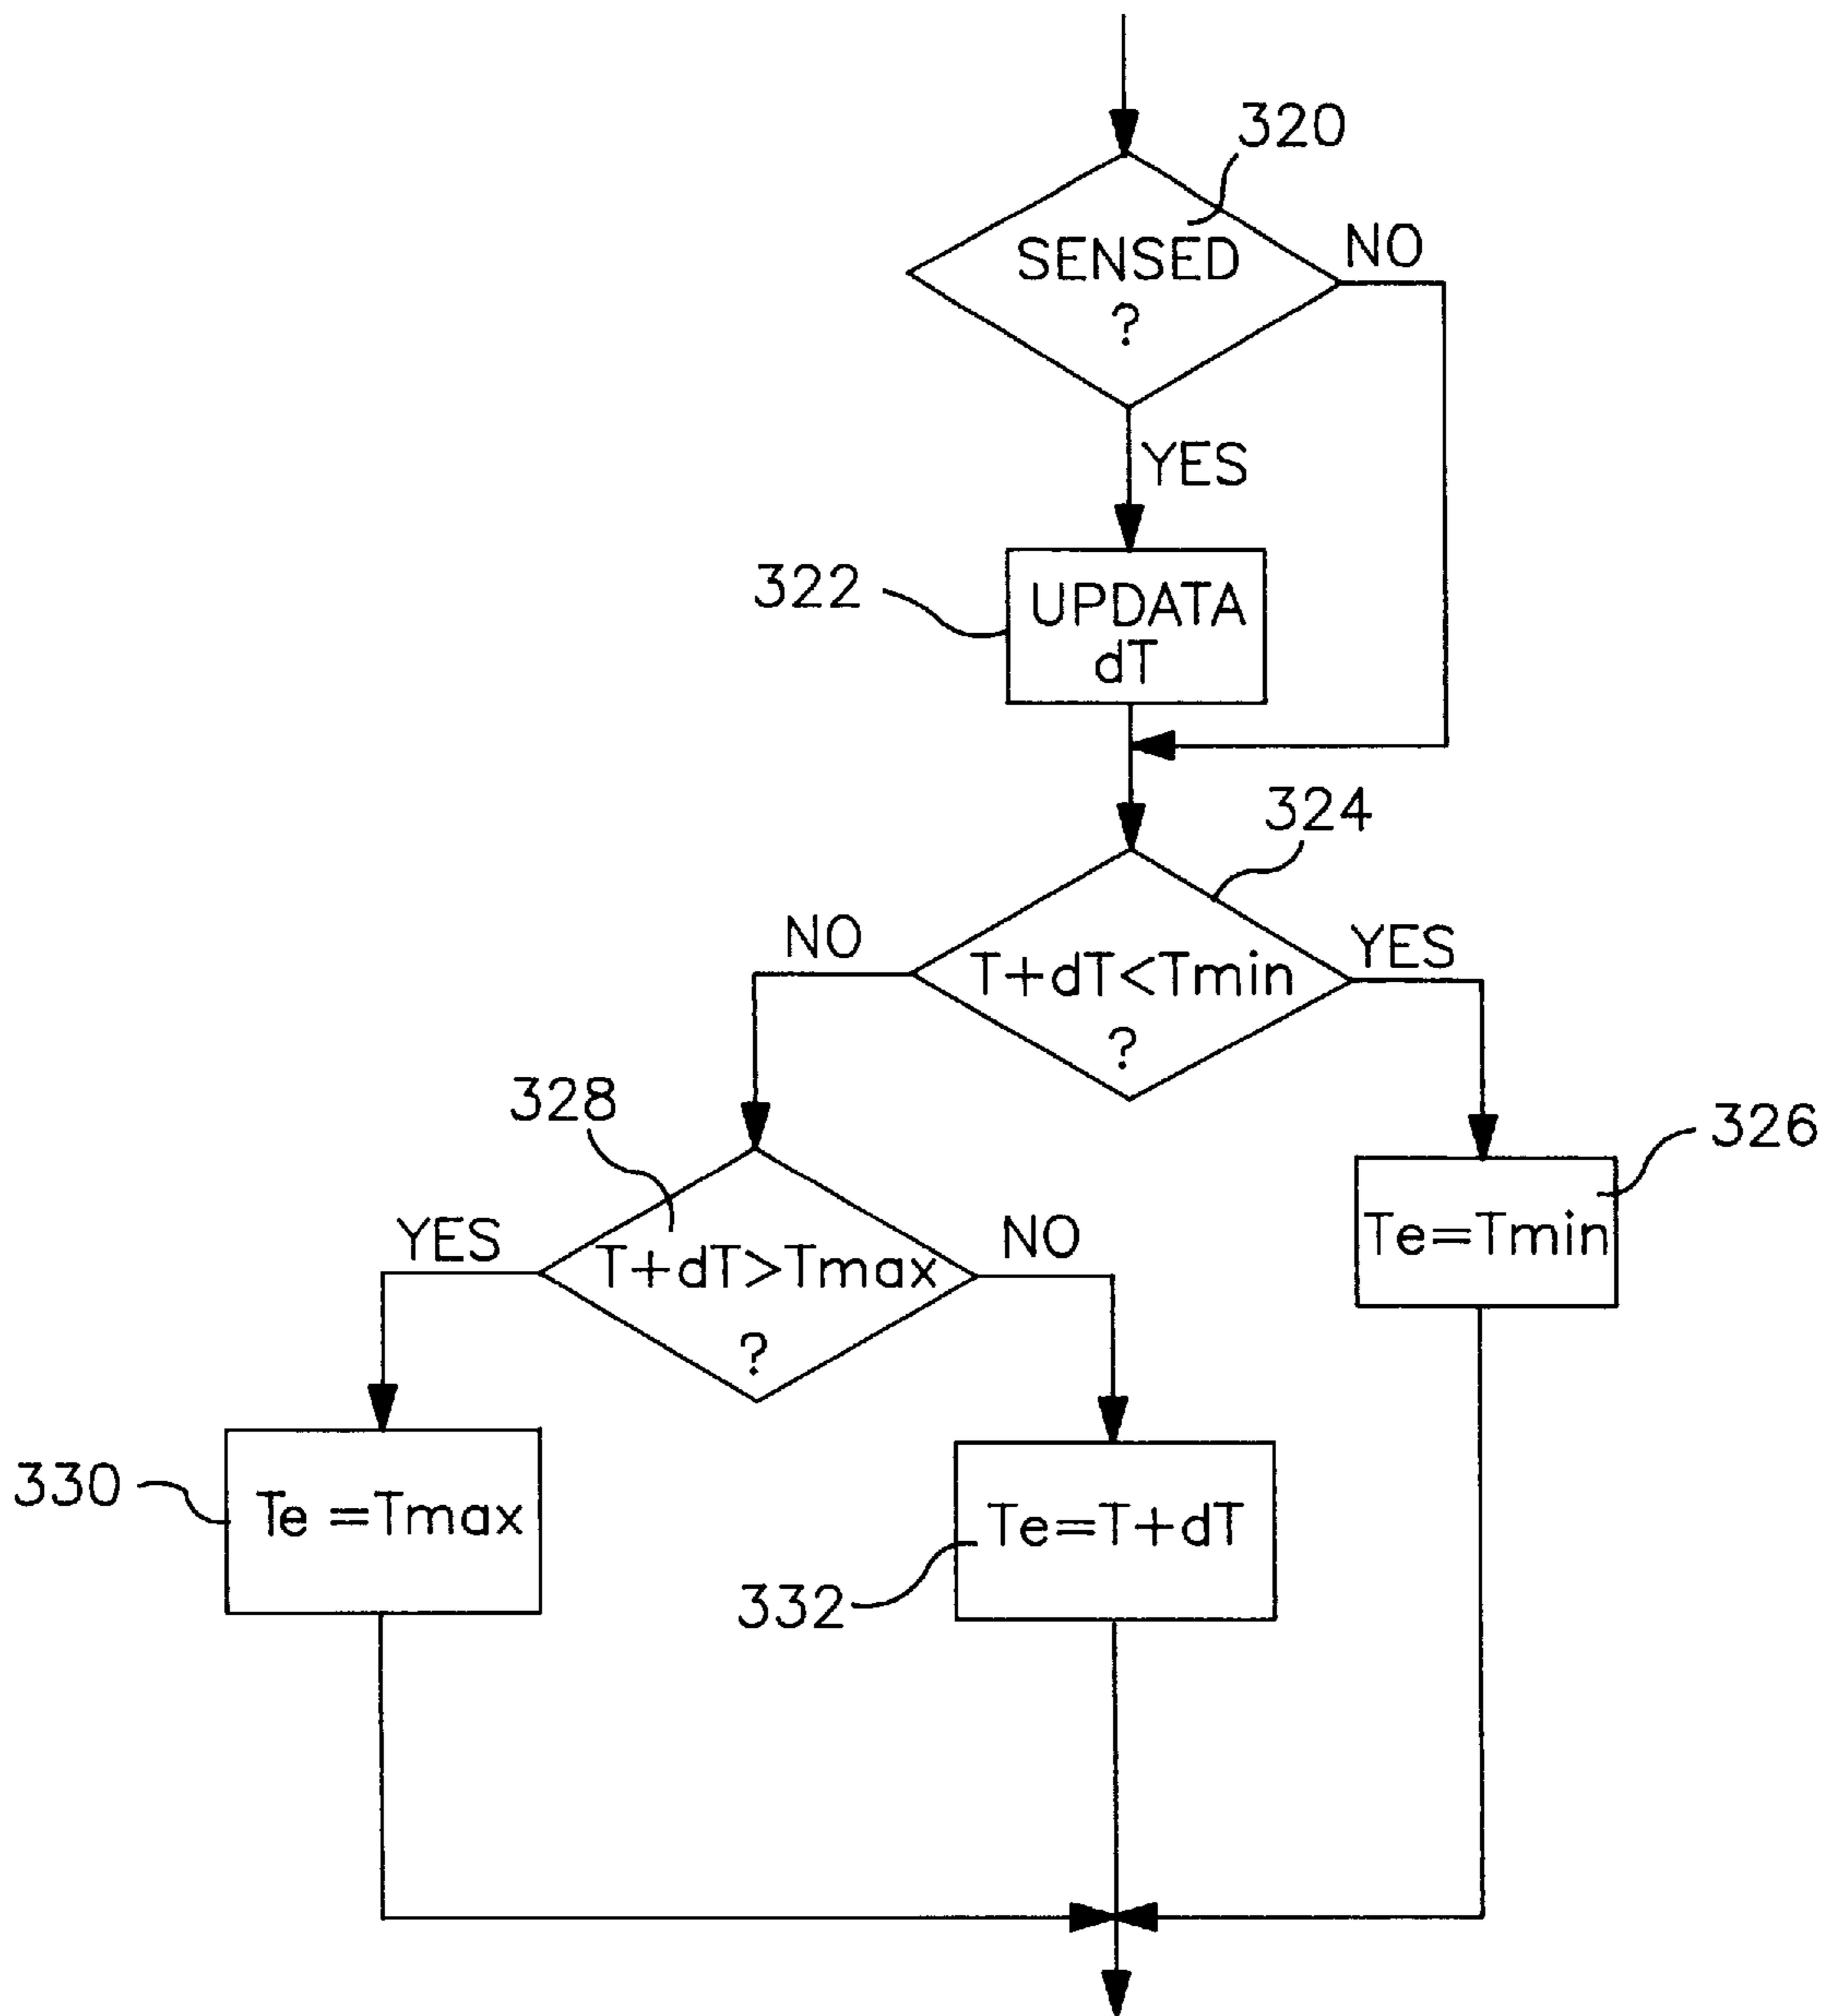 320
SENSED
?
NO
YES
322
UPDATA
dT
324
NO
YES
T+dT<Tmin
?
328
326
YES
NO
T+dT>Tmax
?
Te=Tmin
330
Te =Tmax
Te=T+dT
332